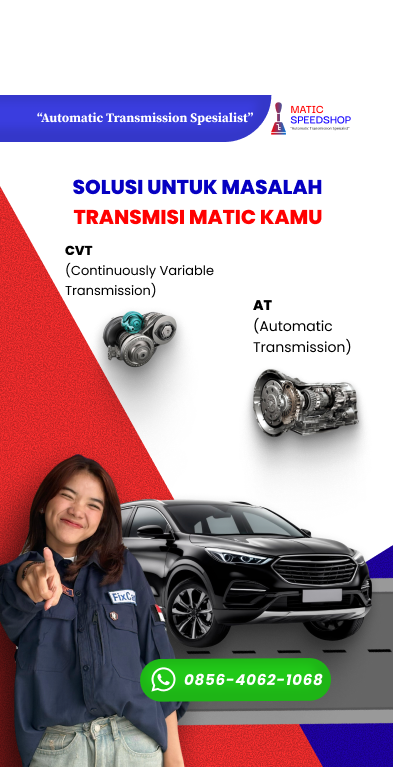 “Automatic Transmission Spesialist”
MATIC
SPEEDSHOP
"Automatic Transmission Spesialist"
SOLUSI UNTUK MASALAH
TRANSMISI MATIC KAMU
CVT
(Continuously Variable
Transmission)
AT
(Automatic
Transmission)
0856-4062-1068